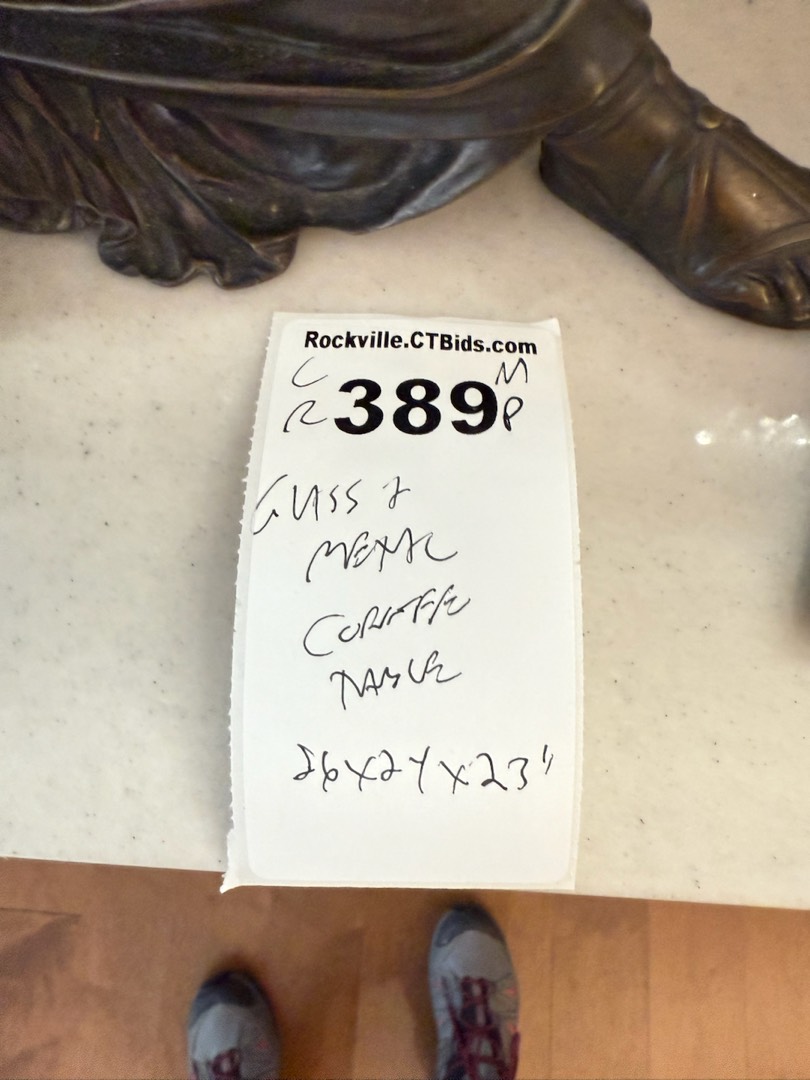 Rockville.CTBids.com
C M
R 389 P
GLASS &
METAL
COFFEE
TABLE
26x24x23"